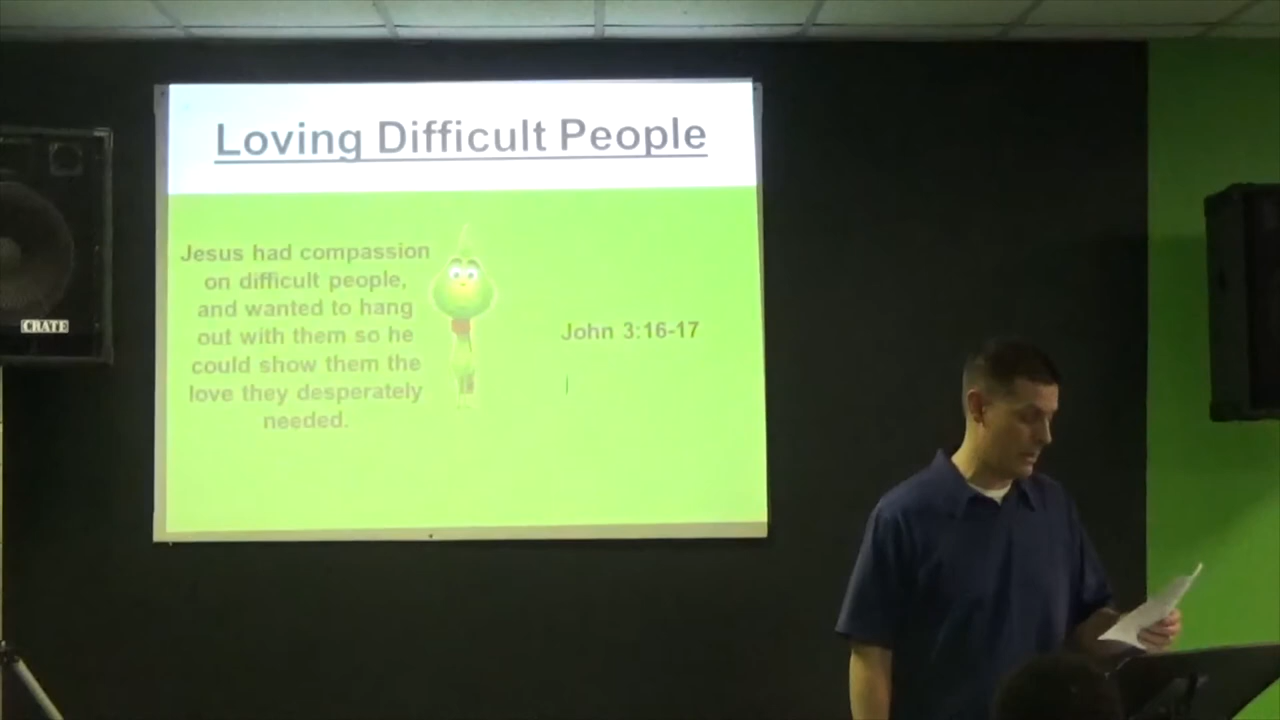 Loving Difficult People
Jesus had compassion
on difficult people,
and wanted to hang
out with them so he
could show them the
love they desperately
needed.
John 3:16-17
CRATE